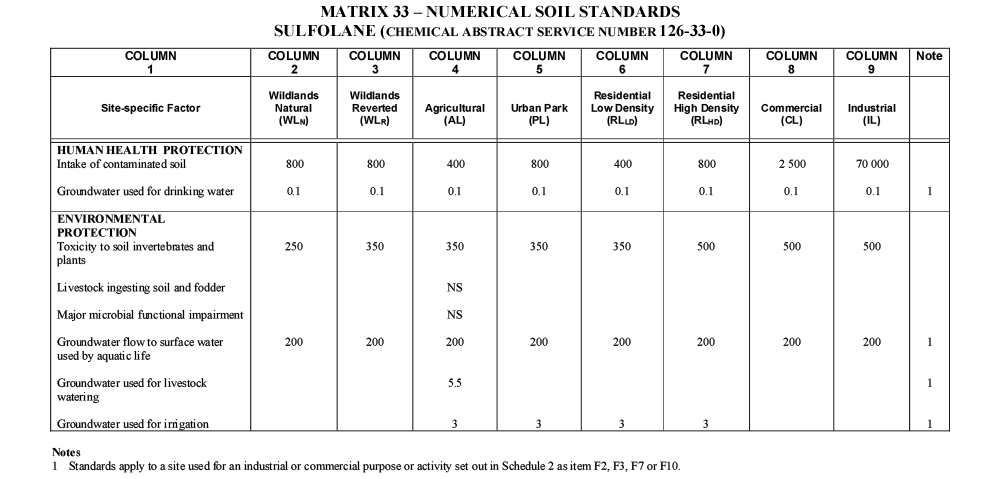 MATRIX 33 – NUMERICAL SOIL STANDARDS
SULFOLANE (CHEMICAL ABSTRACT SERVICE NUMBER 126-33-0)
COLUMN 1 COLUMN 2 COLUMN 3 COLUMN 4 COLUMN 5 COLUMN 6 COLUMN 7 COLUMN 8 COLUMN 9 Note
Site-specific Factor Wildlands Natural (WLN) Wildlands Reverted (WLR) Agricultural (AL) Urban Park (PL) Residential Low Density (RLLD) Residential High Density (RLHD) Commercial (CL) Industrial (IL)
HUMAN HEALTH PROTECTION
Intake of contaminated soil 800 800 400 800 400 800 2 500 70 000
Groundwater used for drinking water 0.1 0.1 0.1 0.1 0.1 0.1 0.1 0.1 1
ENVIRONMENTAL
PROTECTION
Toxicity to soil invertebrates and 250 350 350 350 350 500 500 500
plants
Livestock ingesting soil and fodder NS
Major microbial functional impairment NS
Groundwater flow to surface water 200 200 200 200 200 200 200 200 1
used by aquatic life
Groundwater used for livestock 5.5 1
watering
Groundwater used for irrigation 3 3 3 3 1
Notes
1 Standards apply to a site used for an industrial or commercial purpose or activity set out in Schedule 2 as item F2, F3, F7 or F10.